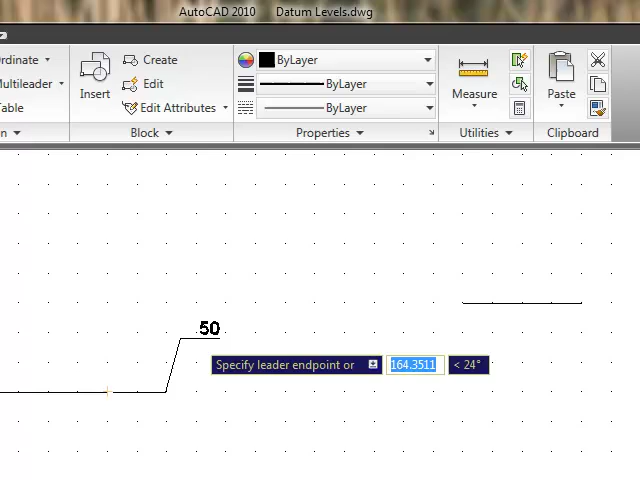 AutoCAD 2010 Datum Levels.dwg
Ordinate
Multileader
Table
Insert
Create
Edit
Edit Attributes
Block
ByLayer
ByLayer
ByLayer
Properties
Measure
Utilities
Paste
Clipboard
50
Specify leader endpoint or 164.3511 < 24°